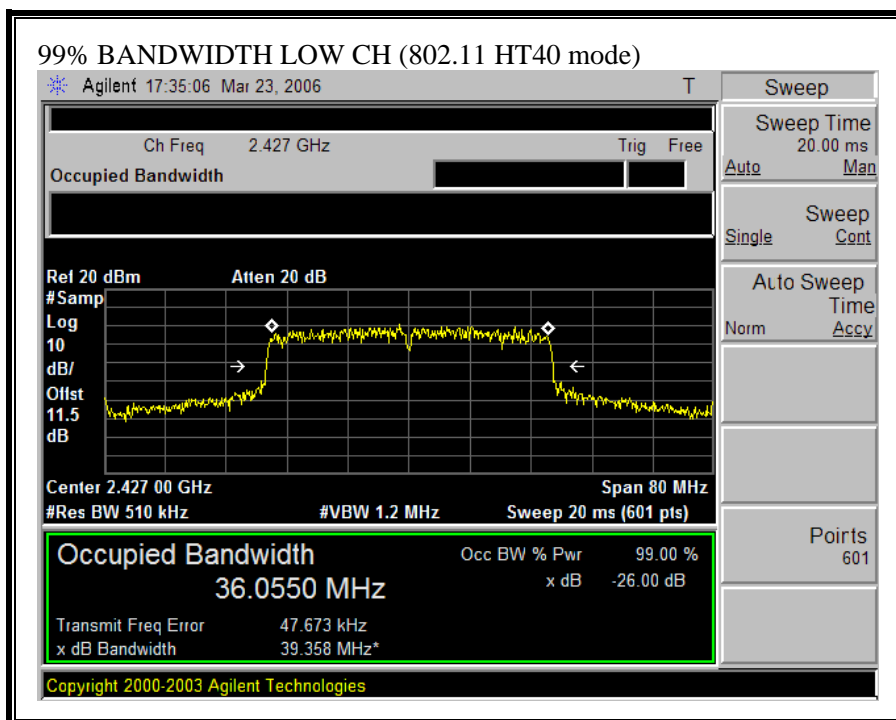 99% BANDWIDTH LOW CH (802.11 HT40 mode)
Agilent 17:35:06 Mar 23, 2006 T
Ch Freq 2.427 GHz Trig Free
Occupied Bandwidth
Ref 20 dBm Atten 20 dB
#Samp
Log
10
dB/
Offst
11.5
dB
Center 2.427 00 GHz Span 80 MHz
#Res BW 510 kHz #VBW 1.2 MHz Sweep 20 ms (601 pts)
Occupied Bandwidth Occ BW % Pwr 99.00 %
36.0550 MHz x dB -26.00 dB
Transmit Freq Error 47.673 kHz
x dB Bandwidth 39.358 MHz*
Copyright 2000-2003 Agilent Technologies
Sweep
Sweep Time
20.00 ms
Auto Man
Sweep
Single Cont
Auto Sweep
Time
Norm Accy
Points
601